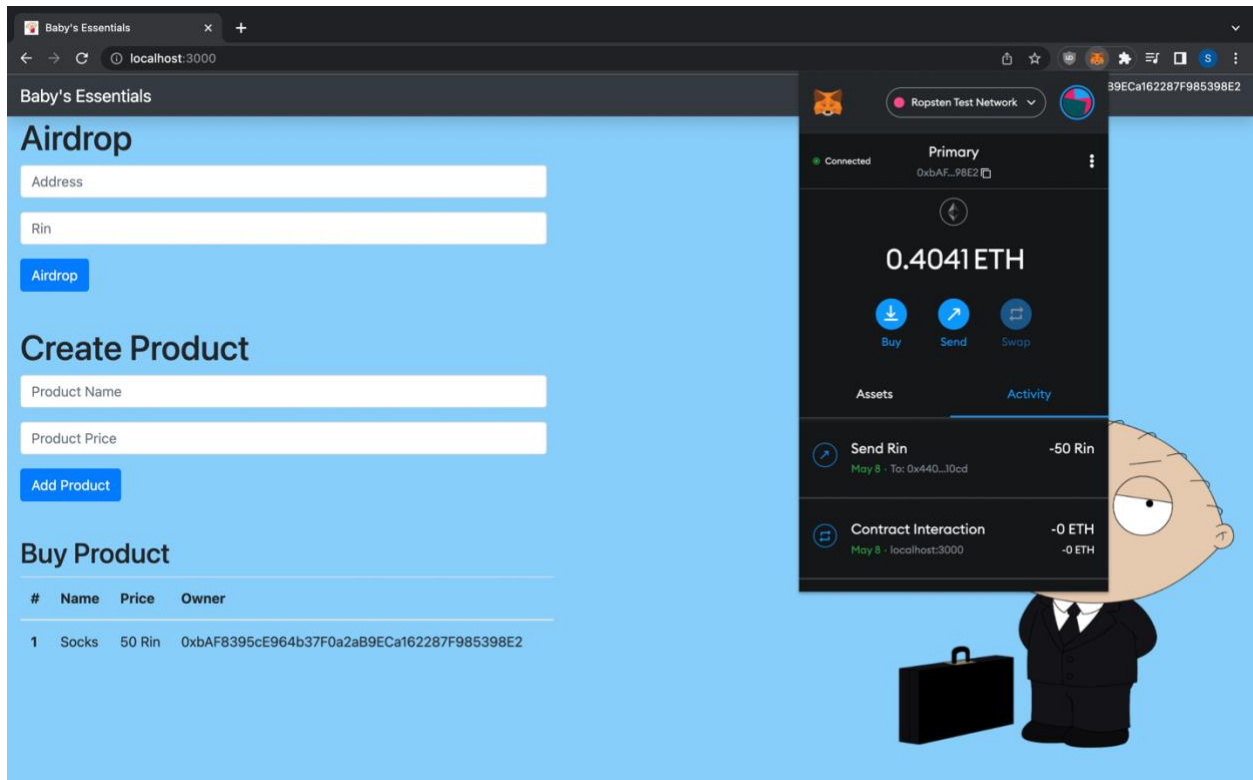 Baby's Essentials
localhost:3000
S
Baby's Essentials
B9ECa162287F985398E2
Airdrop
Address
Rin
Airdrop
Create Product
Product Name
Product Price
Add Product
Buy Product
# Name Price Owner
1 Socks 50 Rin 0xbAF8395cE964b37F0a2aB9ECa162287F985398E2
Ropsten Test Network
Connected
Primary
0xbAF...98E2
0.4041 ETH
Buy Send Swap
Assets Activity
Send Rin -50 Rin
May 8 · To: 0x440...10cd
Contract Interaction -0 ETH
May 8 · localhost:3000 -0 ETH